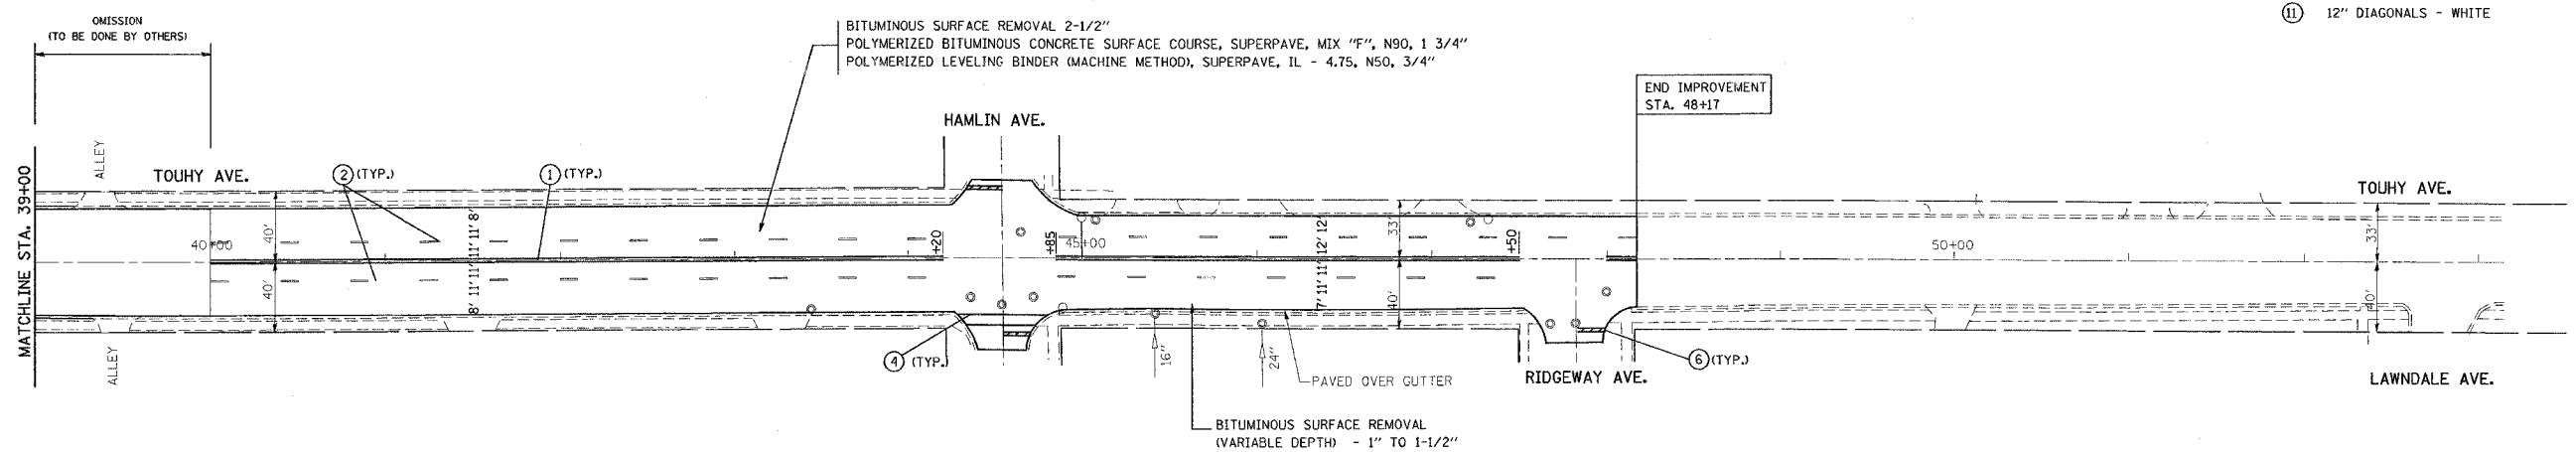 OMISSION
(TO BE DONE BY OTHERS)
BITUMINOUS SURFACE REMOVAL 2-1/2"
POLYMERIZED BITUMINOUS CONCRETE SURFACE COURSE, SUPERPAVE, MIX "F", N90, 1 3/4"
POLYMERIZED LEVELING BINDER (MACHINE METHOD), SUPERPAVE, IL - 4.75, N50, 3/4"
11 12" DIAGONALS - WHITE
END IMPROVEMENT
STA. 48+17
HAMLIN AVE.
MATCHLINE STA. 39+00
ALLEY
TOUHY AVE.
2 (TYP.)
1 (TYP.)
TOUHY AVE.
40'
40'
40+00
8' 11' 11' 11' 11' 8'
+20
+85
45+00
7' 11' 11' 12' 12'
33'
40'
+50
50+00
33'
40'
ALLEY
4 (TYP.)
16"
24"
PAVED OVER GUTTER
RIDGEWAY AVE.
6 (TYP.)
LAWNDALE AVE.
BITUMINOUS SURFACE REMOVAL
(VARIABLE DEPTH) - 1" TO 1-1/2"